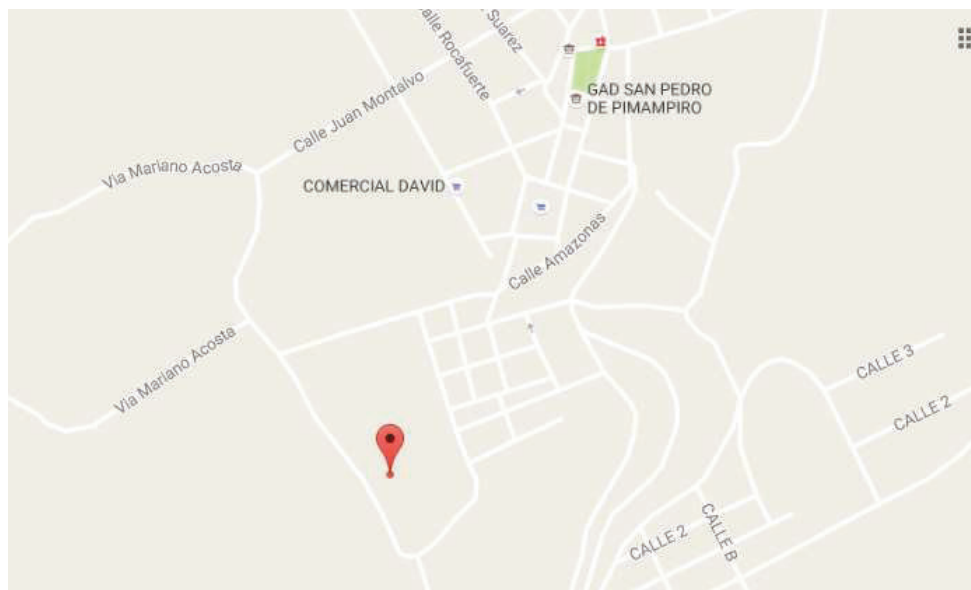 Suarez
Calle Rocafuerte
GAD SAN PEDRO
DE PIMAMPIRO
Calle Juan Montalvo
Via Mariano Acosta
COMERCIAL DAVID
Calle Amazonas
Via Mariano Acosta
CALLE 3
CALLE 2
CALLE B
CALLE 2